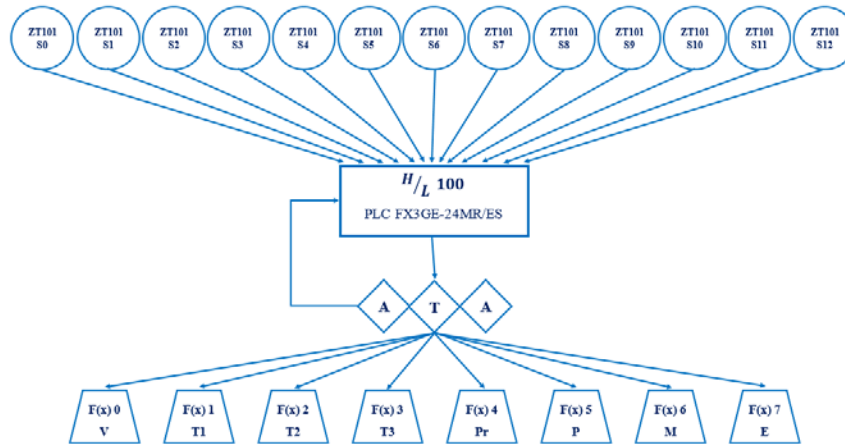 ZT101 ZT101 ZT101 ZT101 ZT101 ZT101 ZT101 ZT101 ZT101 ZT101 ZT101 ZT101 ZT101
S0 S1 S2 S3 S4 S5 S6 S7 S8 S9 S10 S11 S12
H/L 100
PLC FX3GE-24MR/ES
A T A
F(x) 0 F(x) 1 F(x) 2 F(x) 3 F(x) 4 F(x) 5 F(x) 6 F(x) 7
V T1 T2 T3 Pr P M E